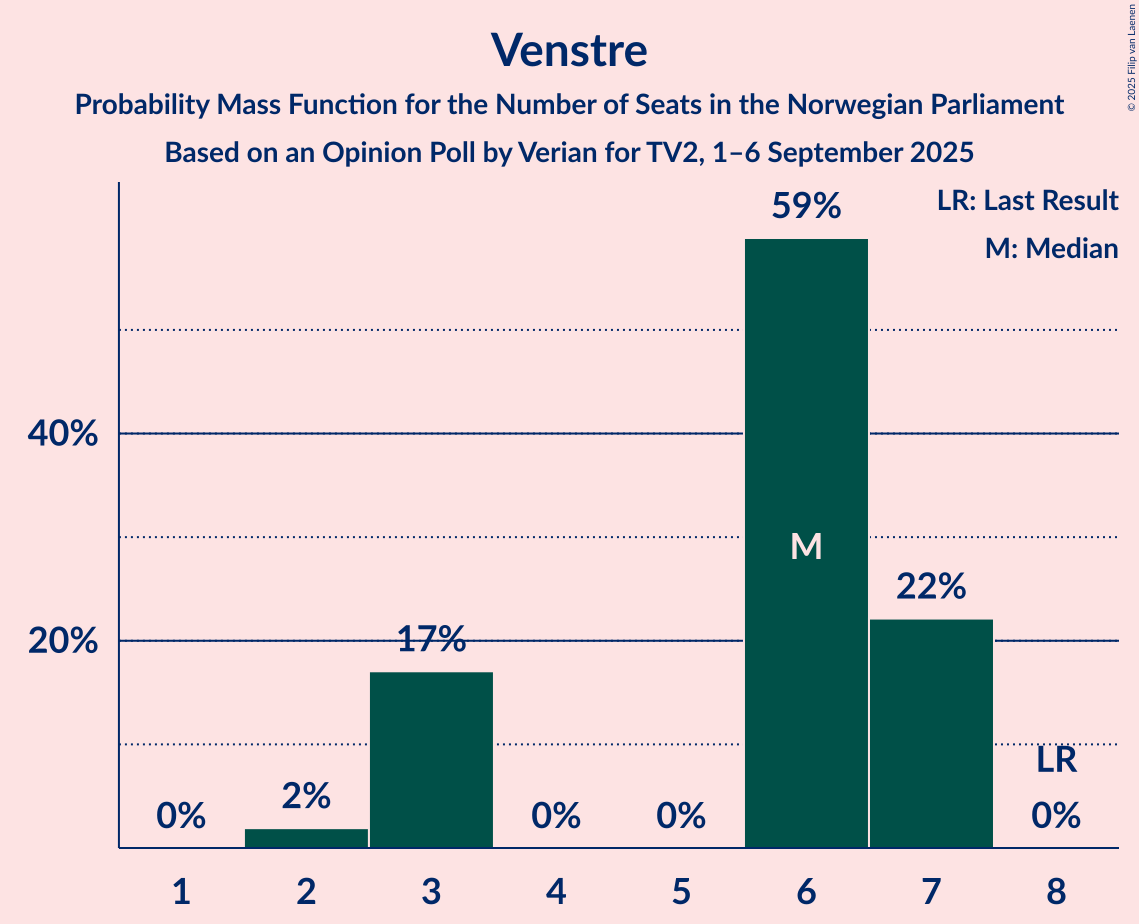 Venstre
Probability Mass Function for the Number of Seats in the Norwegian Parliament
Based on an Opinion Poll by Verian for TV2, 1–6 September 2025
© 2025 Filip van Laenen
LR: Last Result
M: Median
59%
40%
M
22%
20%
17%
LR
2%
0%
0%
0%
0%
1 2 3 4 5 6 7 8